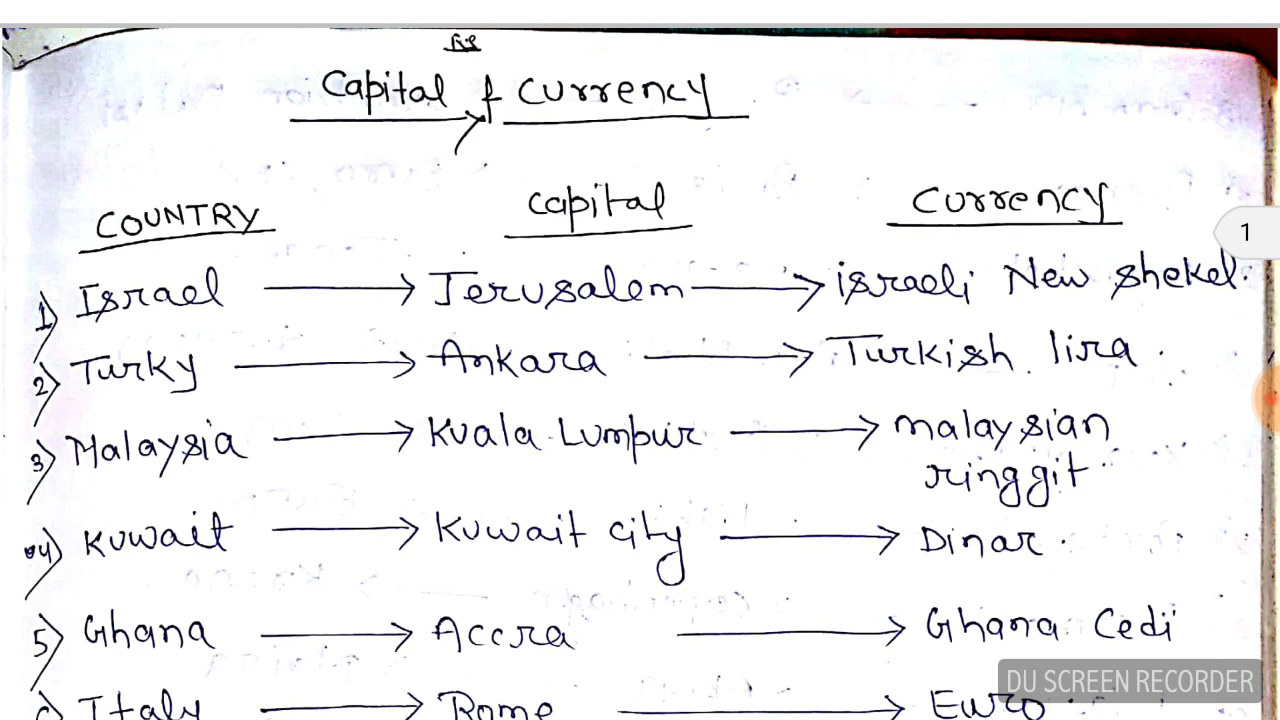 Capital & Currency
COUNTRY Capital Currency
1) Israel → Jerusalem → israeli New shekel.
2) Turky → Ankara → Turkish lira.
3) Malaysia → Kuala Lumpur → malaysian
ringgit.
4) Kuwait → Kuwait city → Dinar.
5) Ghana → Accra → Ghana Cedi
Italy → Rome → Euro
1
DU SCREEN RECORDER